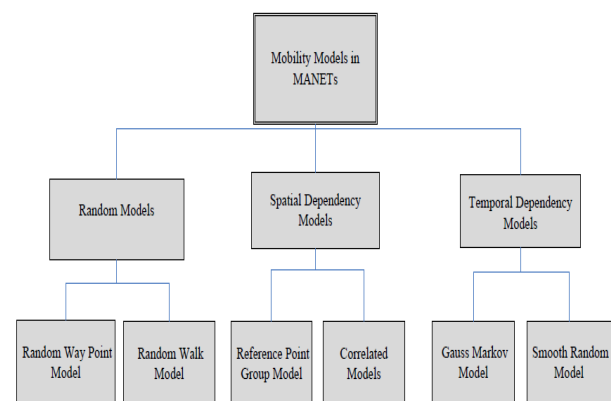 Mobility Models in
MANETs
Random Models
Spatial Dependency
Models
Temporal Dependency
Models
Random Way Point
Model
Random Walk
Model
Reference Point
Group Model
Correlated
Models
Gauss Markov
Model
Smooth Random
Model